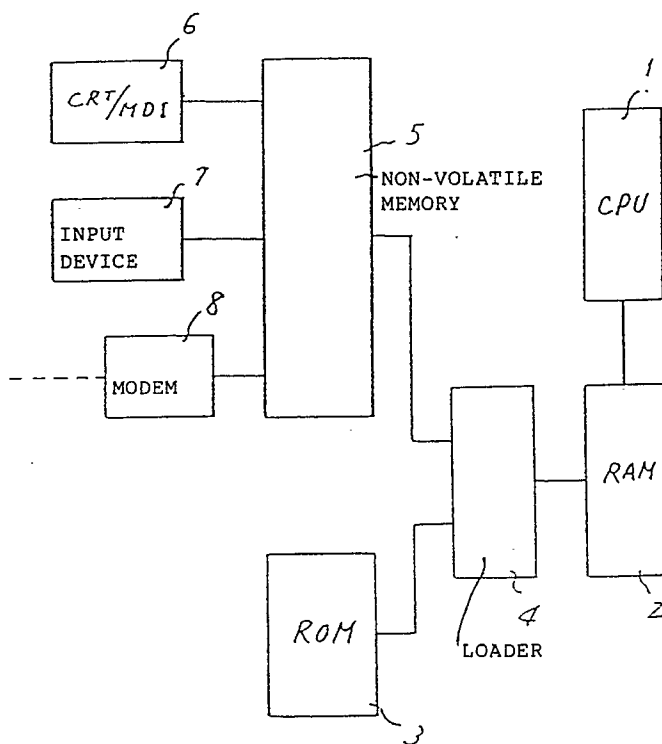 6
CRT/MDI
1
5
NON-VOLATILE
MEMORY
CPU
7
INPUT
DEVICE
8
MODEM
RAM
4
2
ROM
LOADER
3